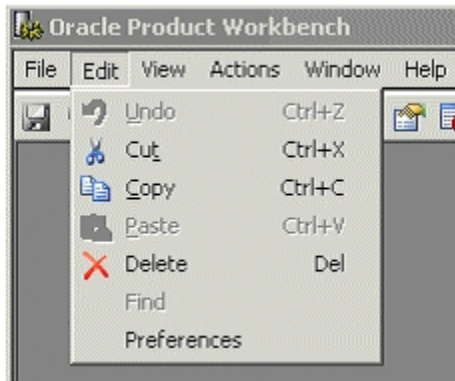 Oracle Product Workbench
File Edit View Actions Window Help
Undo Ctrl+Z
Cut Ctrl+X
Copy Ctrl+C
Paste Ctrl+V
Delete Del
Find
Preferences